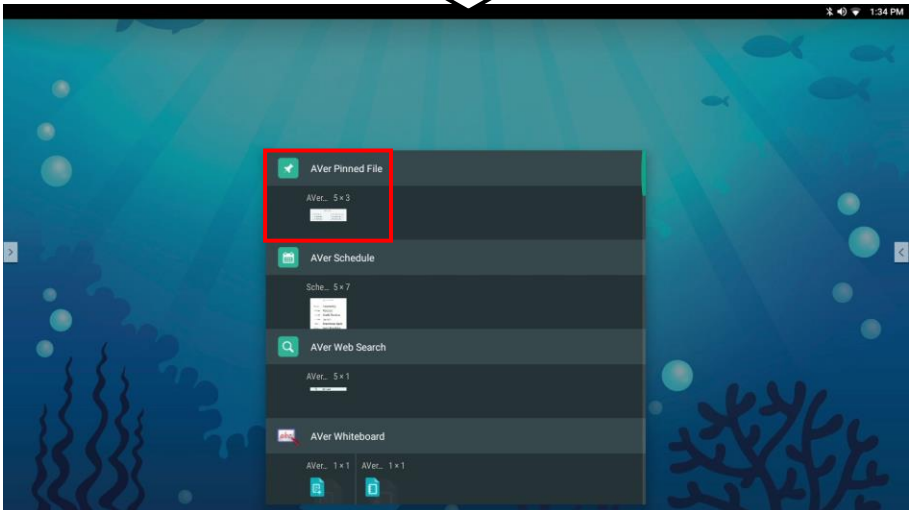 1:34 PM
AVer Pinned File
AVer... 5 × 3
AVer Schedule
Sche... 5 × 7
AVer Web Search
AVer... 5 × 1
AVer Whiteboard
AVer... 1 × 1 AVer... 1 × 1